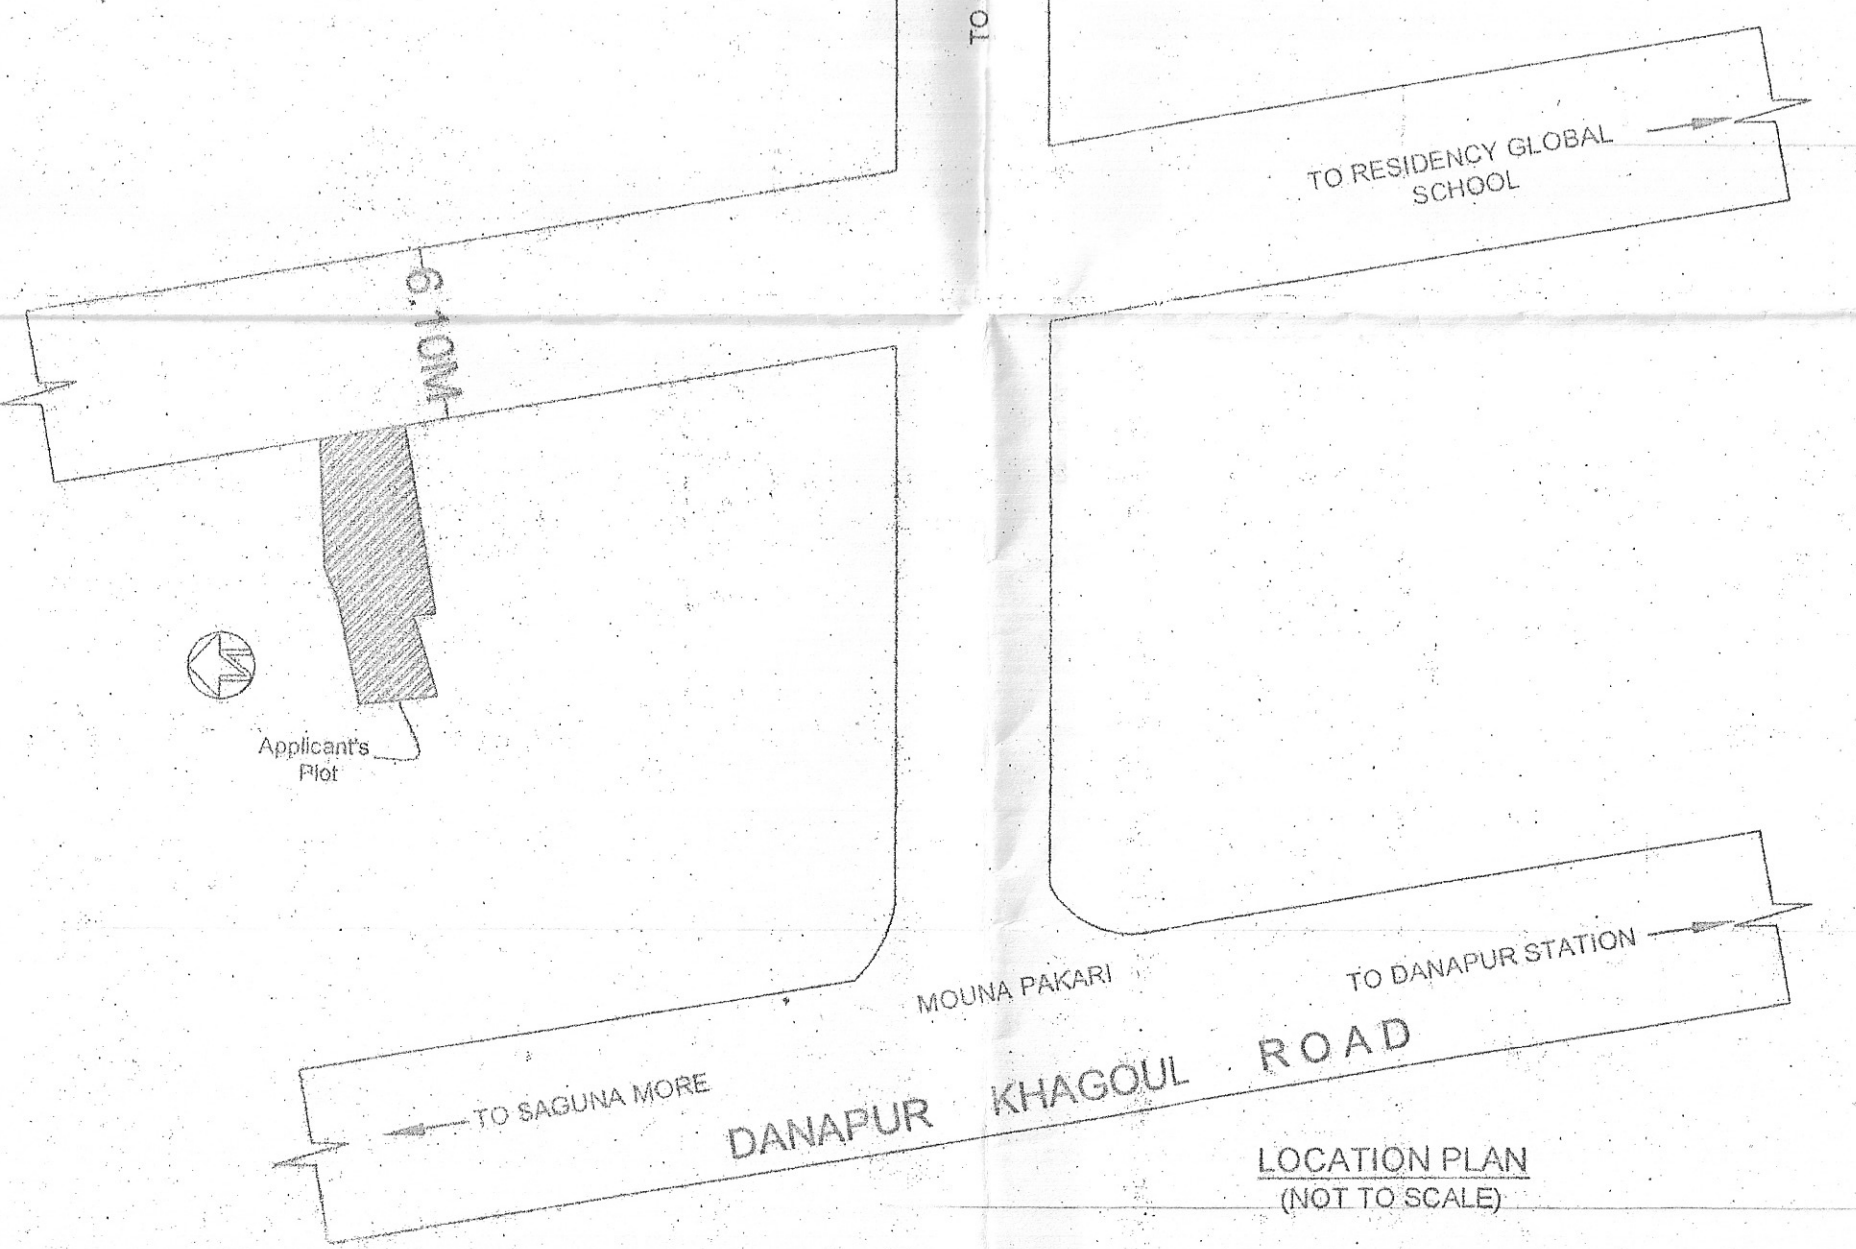 TO
TO RESIDENCY GLOBAL
SCHOOL
6.10M
N
Applicant's
Plot
MOUNA PAKARI
TO DANAPUR STATION
TO SAGUNA MORE
DANAPUR KHAGOUL ROAD
LOCATION PLAN
(NOT TO SCALE)